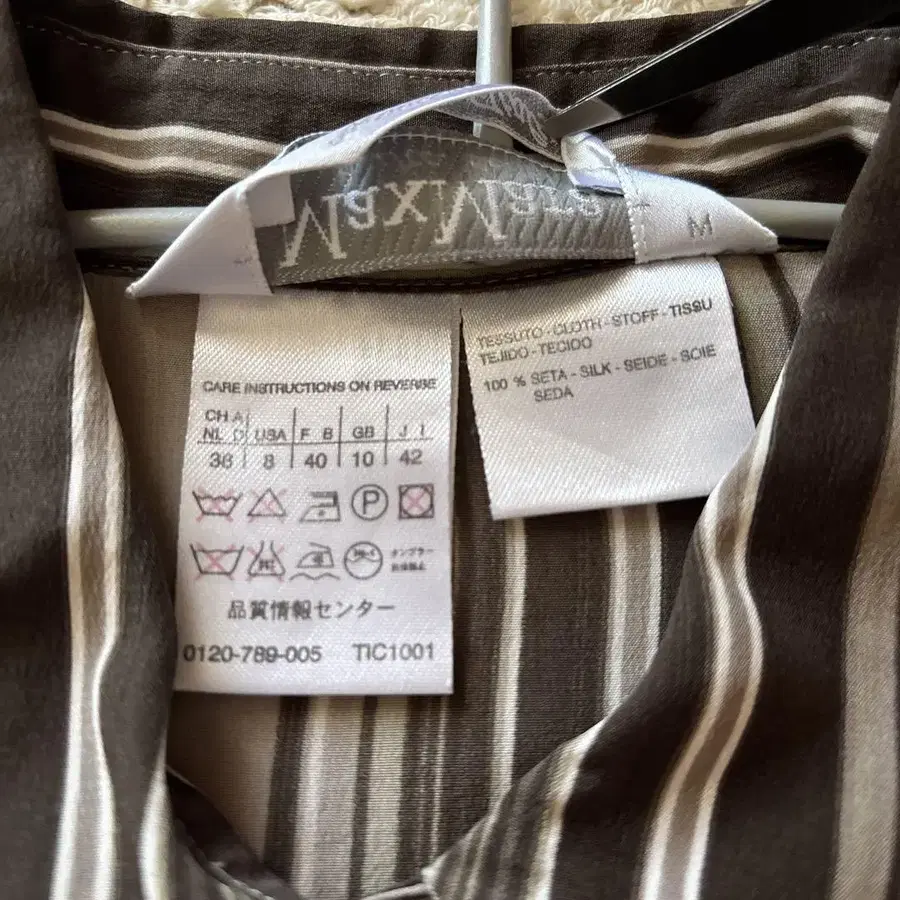 MaxMara
M
TESSUTO - CLOTH - STOFF - TISSU
TEJIDO - TECIDO
100 % SETA - SILK - SEIDE - SOIE
SEDA
CARE INSTRUCTIONS ON REVERSE
CH A
NL D USA F B GB J I
38 8 40 10 42
P
品質情報センター
0120-789-005 TIC1001